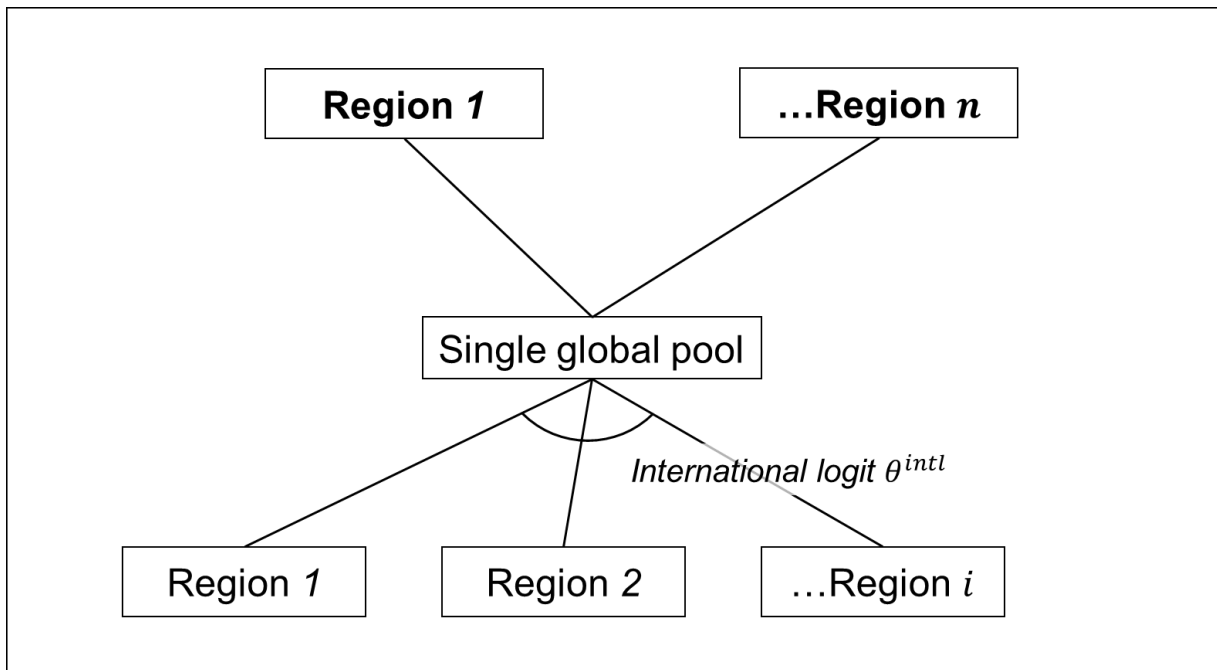 Region 1
…Region n
Single global pool
International logit θ^{intl}
Region 1
Region 2
…Region i